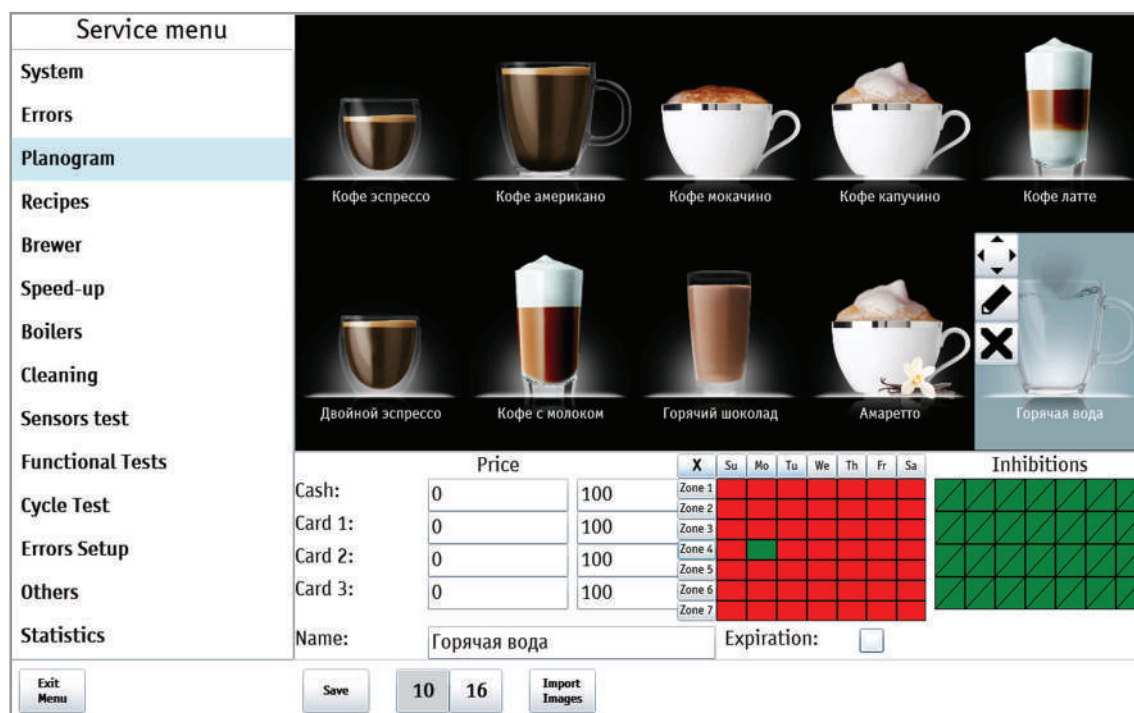 Service menu
System
Errors
Planogram
Recipes
Brewer
Speed-up
Boilers
Cleaning
Sensors test
Functional Tests
Cycle Test
Errors Setup
Others
Statistics
Кофе эспрессо
Кофе американо
Кофе мокачино
Кофе капучино
Кофе латте
Двойной эспрессо
Кофе с молоком
Горячий шоколад
Амаретто
Горячая вода
Price
Cash: 0 100
Card 1: 0 100
Card 2: 0 100
Card 3: 0 100
Name: Горячая вода
X Su Mo Tu We Th Fr Sa
Zone 1
Zone 2
Zone 3
Zone 4
Zone 5
Zone 6
Zone 7
Expiration:
Inhibitions
Exit
Menu
Save
10
16
Import
Images